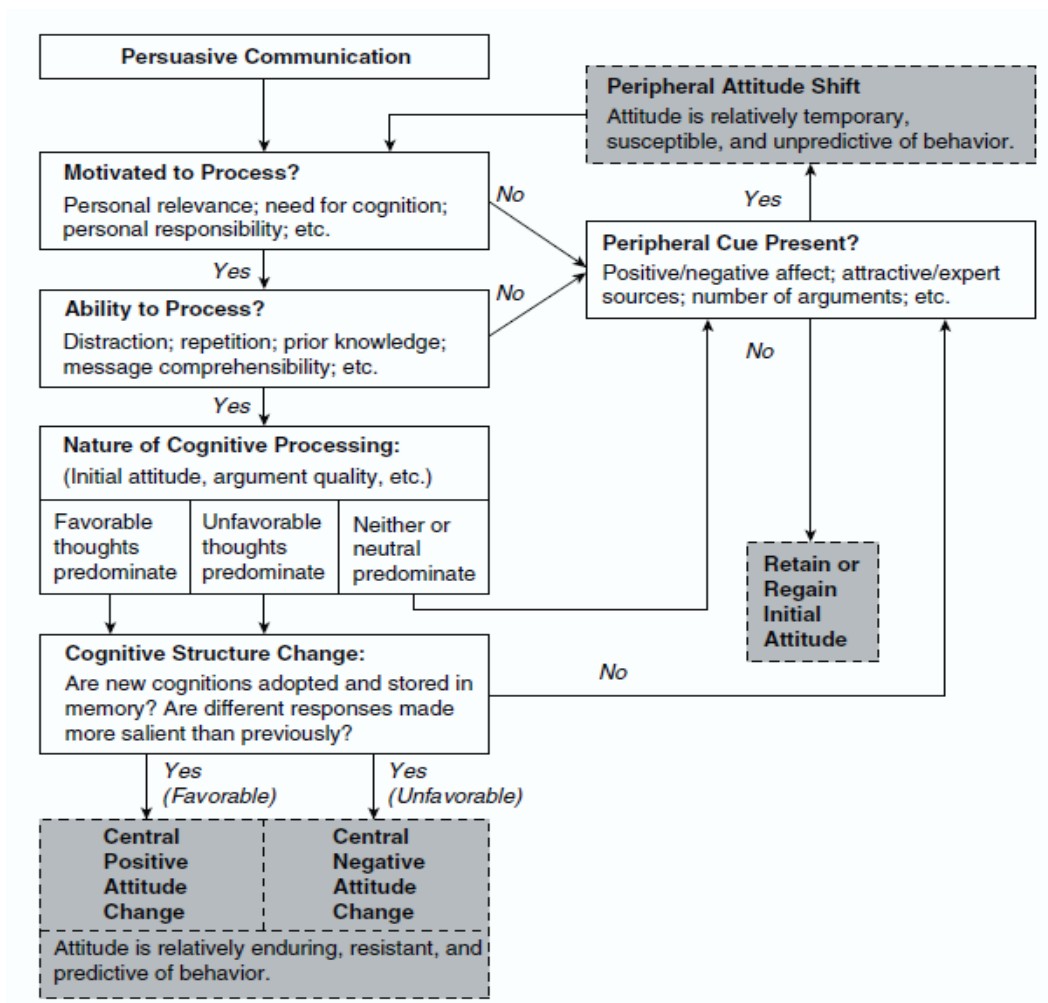 Persuasive Communication
Peripheral Attitude Shift
Attitude is relatively temporary,
susceptible, and unpredictive of behavior.
Motivated to Process?
Personal relevance; need for cognition;
personal responsibility; etc.
No
Yes
Peripheral Cue Present?
Positive/negative affect; attractive/expert
sources; number of arguments; etc.
Yes
No
Ability to Process?
Distraction; repetition; prior knowledge;
message comprehensibility; etc.
No
Yes
Nature of Cognitive Processing:
(Initial attitude, argument quality, etc.)
Favorable
thoughts
predominate
Unfavorable
thoughts
predominate
Neither or
neutral
predominate
Retain or
Regain
Initial
Attitude
Cognitive Structure Change:
Are new cognitions adopted and stored in
memory? Are different responses made
more salient than previously?
No
Yes
(Favorable)
Yes
(Unfavorable)
Central
Positive
Attitude
Change
Central
Negative
Attitude
Change
Attitude is relatively enduring, resistant, and
predictive of behavior.